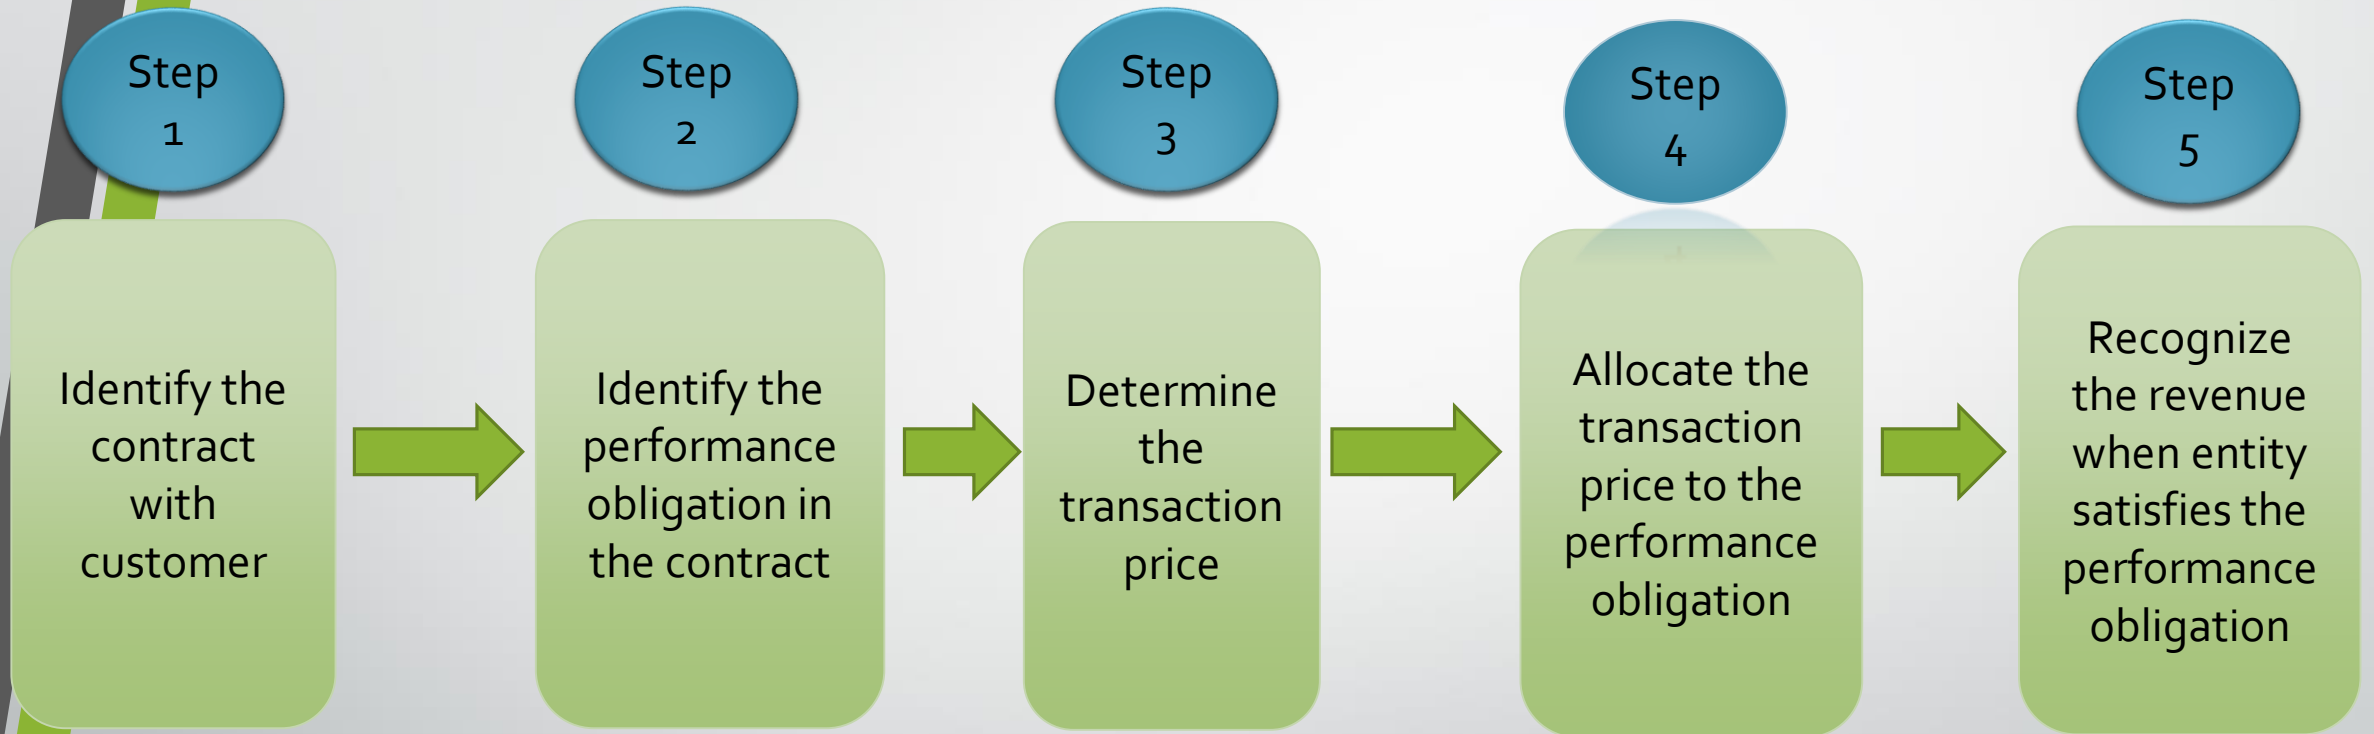 Step
1
Step
2
Step
3
Step
4
Step
5
Identify the
contract
with
customer
Identify the
performance
obligation in
the contract
Determine
the
transaction
price
Allocate the
transaction
price to the
performance
obligation
Recognize
the revenue
when entity
satisfies the
performance
obligation